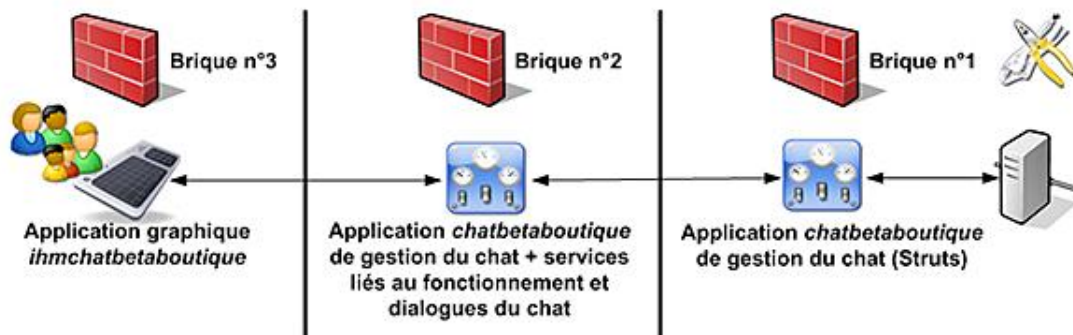 Brique n°3
Application graphique
ihmchatbetaboutique
Brique n°2
Application chatbetaboutique
de gestion du chat + services
liés au fonctionnement et
dialogues du chat
Brique n°1
Application chatbetaboutique
de gestion du chat (Struts)